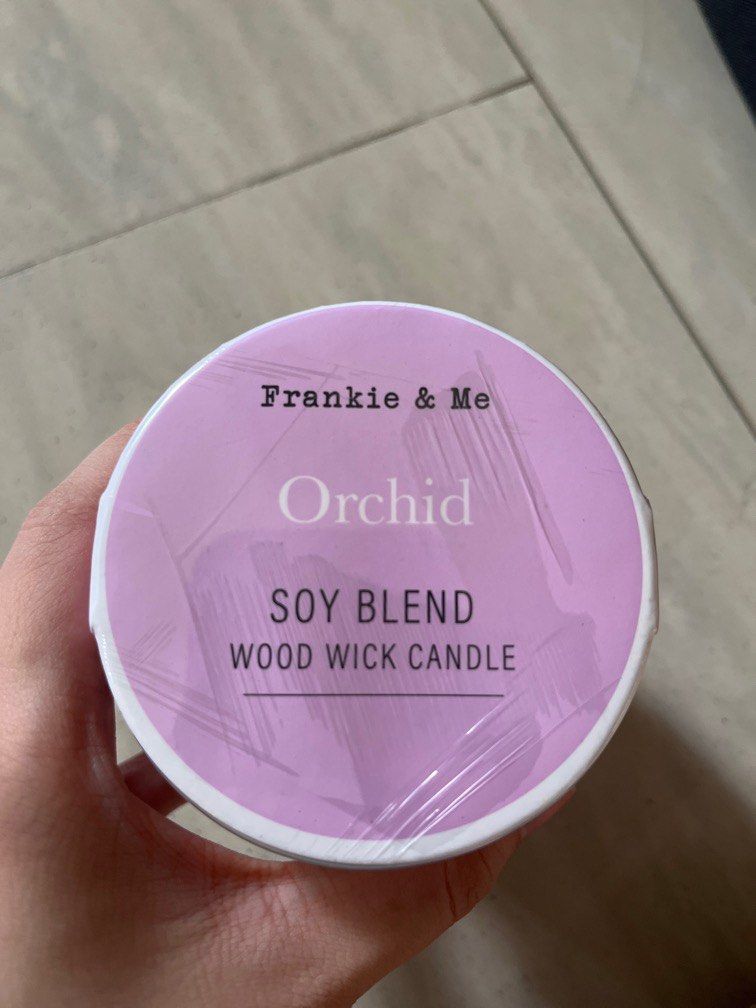 Frankie & Me
Orchid
SOY BLEND
WOOD WICK CANDLE